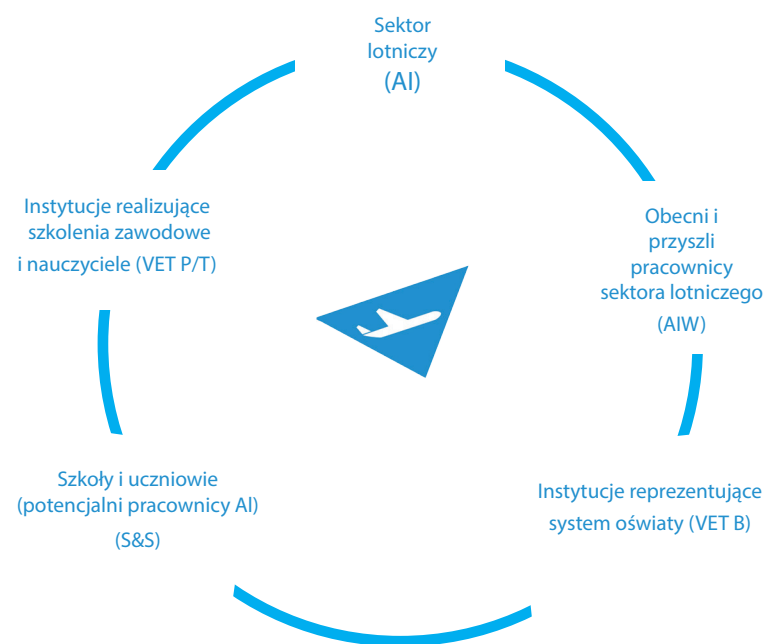 Sektor
lotniczy
(AI)
Instytucje realizujące
szkolenia zawodowe
i nauczyciele (VET P/T)
Obecni i
przyszli
pracownicy
sektora lotniczego
(AIW)
Szkoły i uczniowie
(potencjalni pracownicy AI)
(S&S)
Instytucje reprezentujące
system oświaty (VET B)